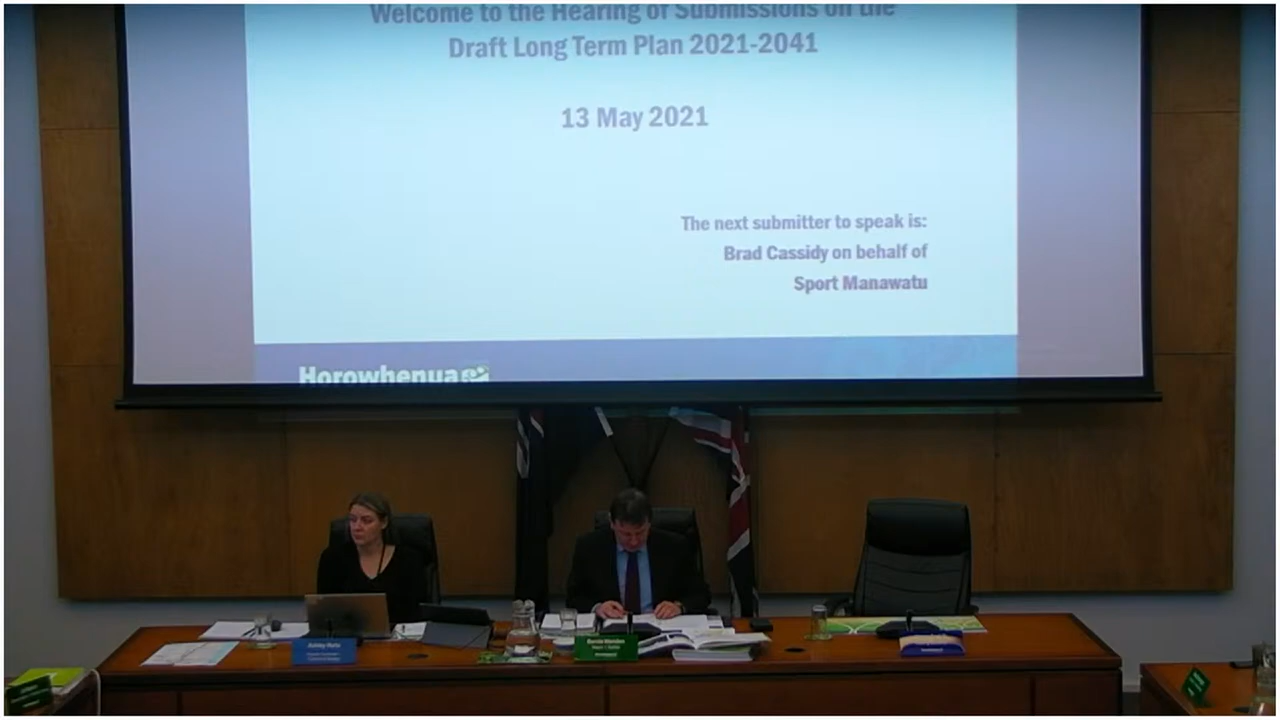 Welcome to the Hearing of Submissions on the
Draft Long Term Plan 2021-2041
13 May 2021
The next submitter to speak is:
Brad Cassidy on behalf of
Sport Manawatu
Horowhenua